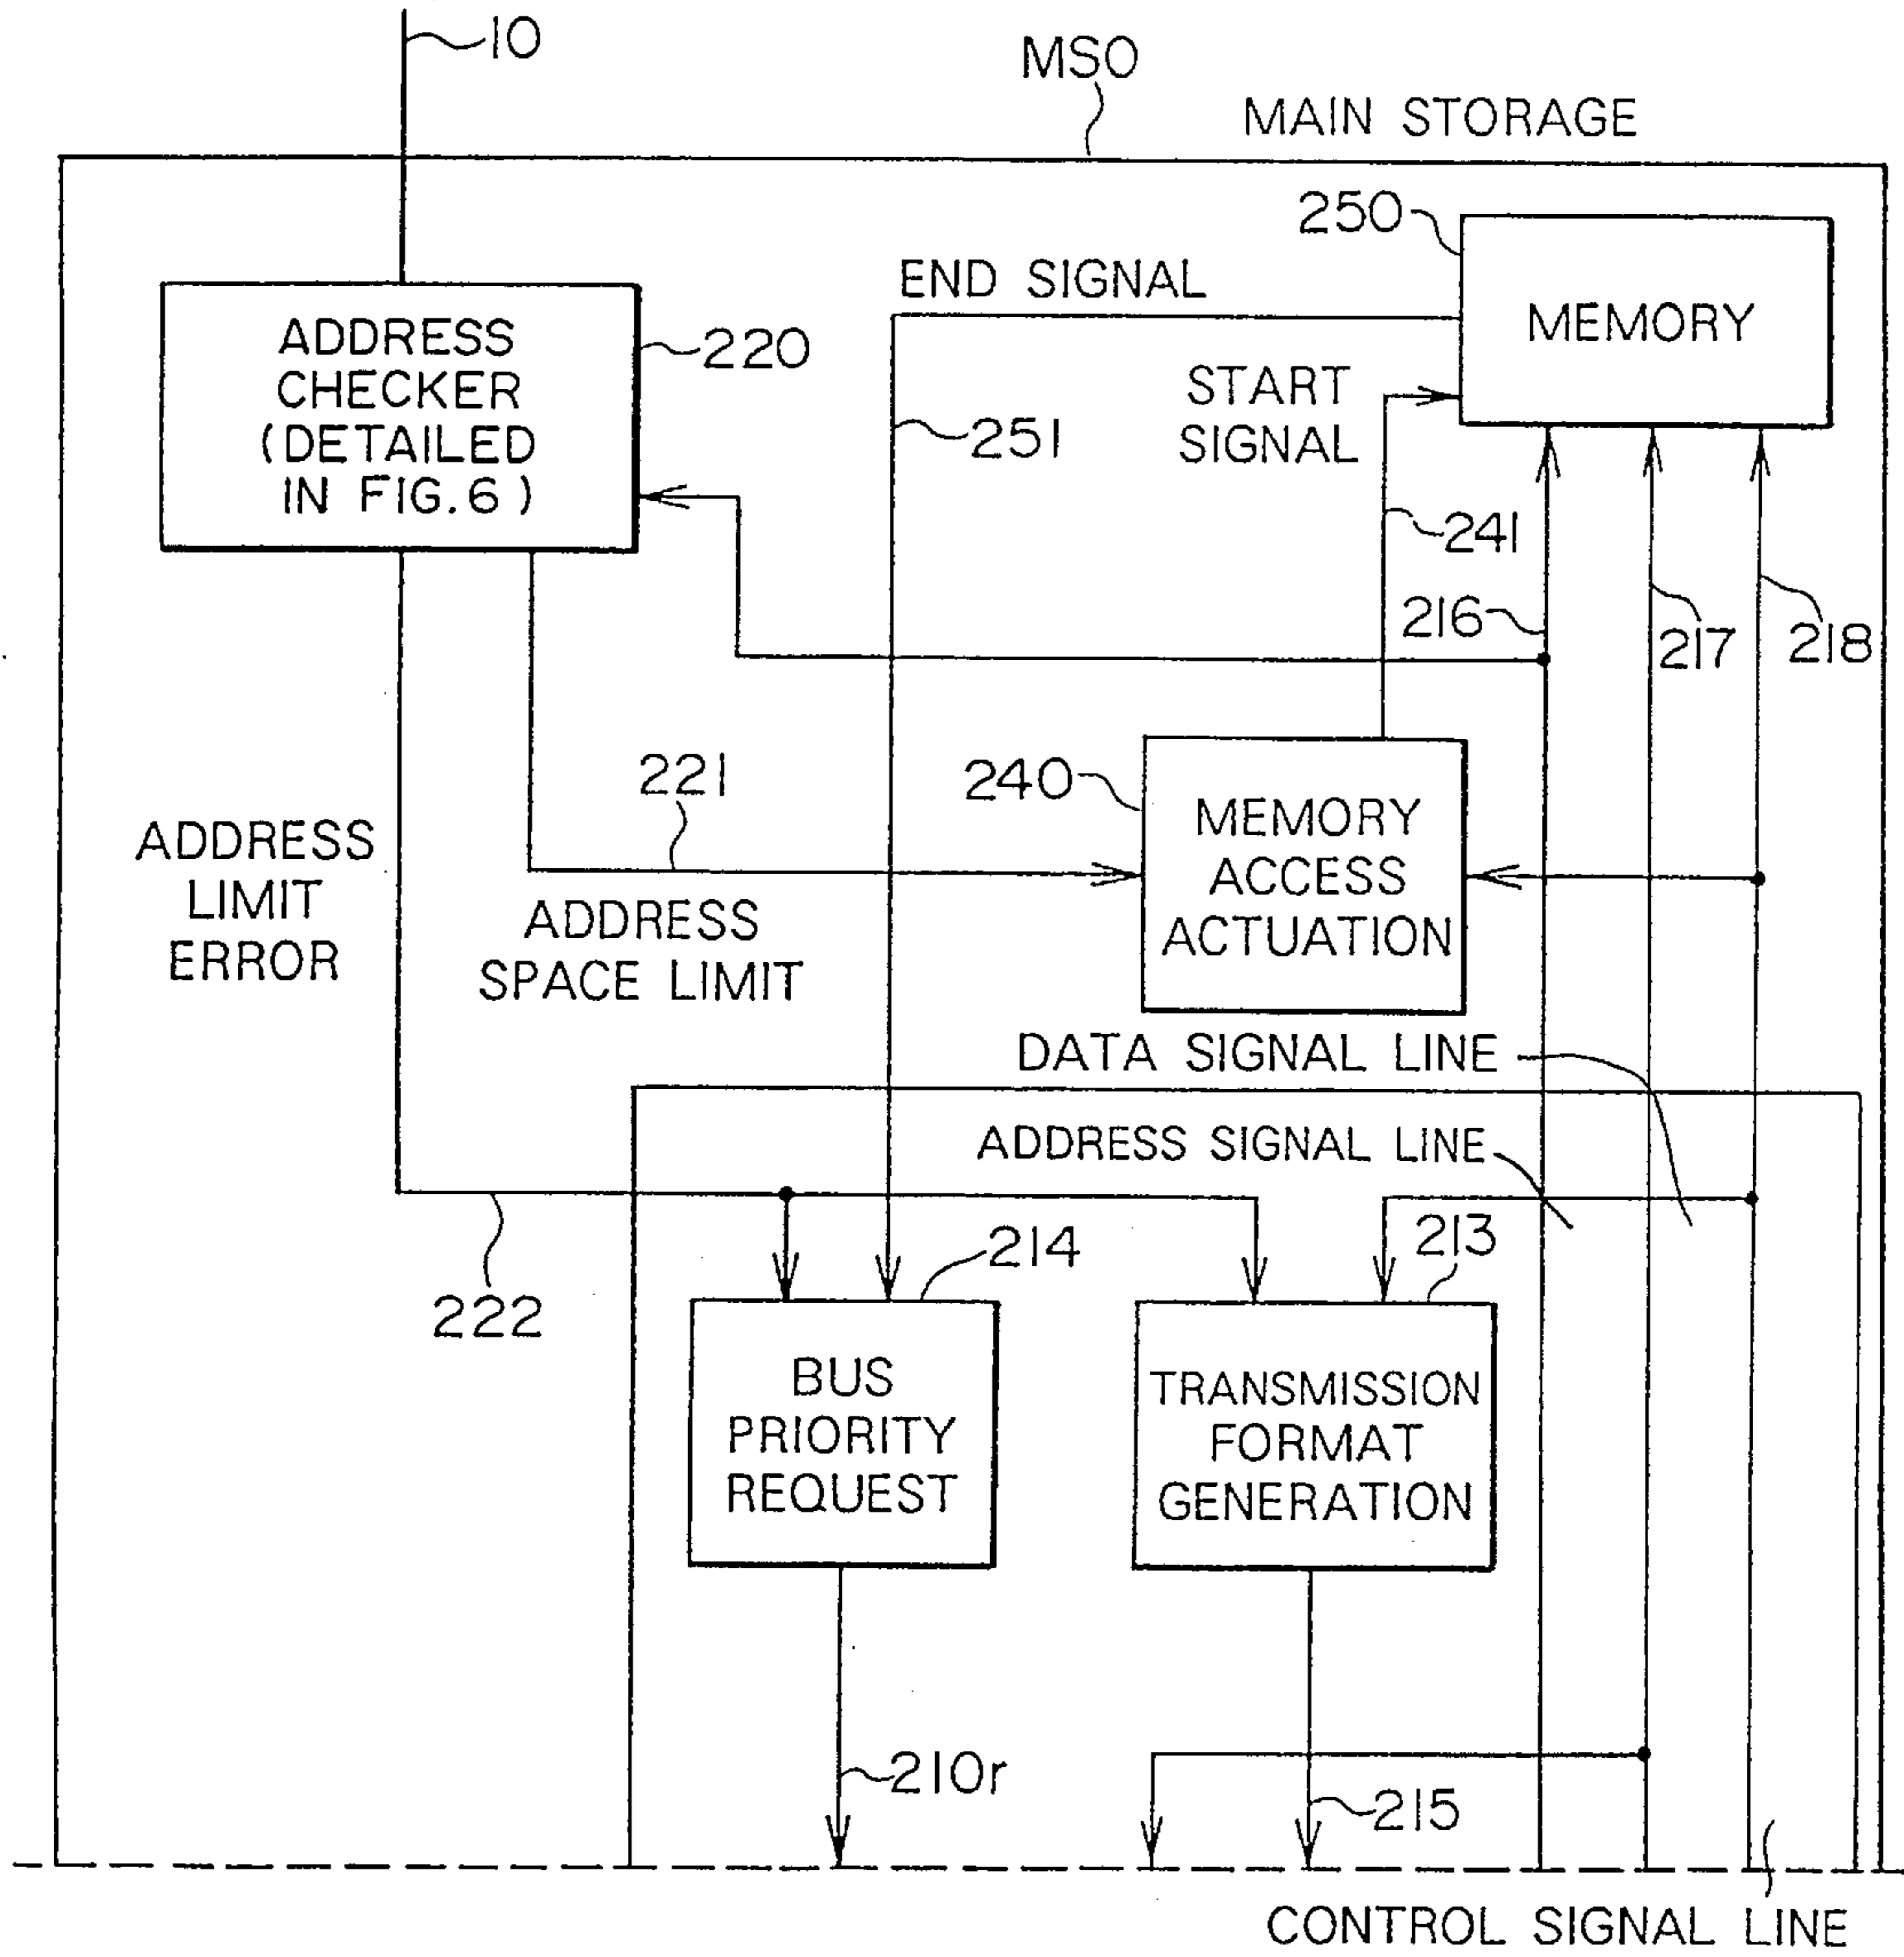 10
MS0
MAIN STORAGE
250
END SIGNAL
MEMORY
ADDRESS
CHECKER
(DETAILED
IN FIG.6)
220
START
SIGNAL
251
241
216
217
218
221
240
MEMORY
ACCESS
ACTUATION
ADDRESS
LIMIT
ERROR
ADDRESS
SPACE LIMIT
DATA SIGNAL LINE
ADDRESS SIGNAL LINE
222
214
213
BUS
PRIORITY
REQUEST
TRANSMISSION
FORMAT
GENERATION
210r
215
CONTROL SIGNAL LINE